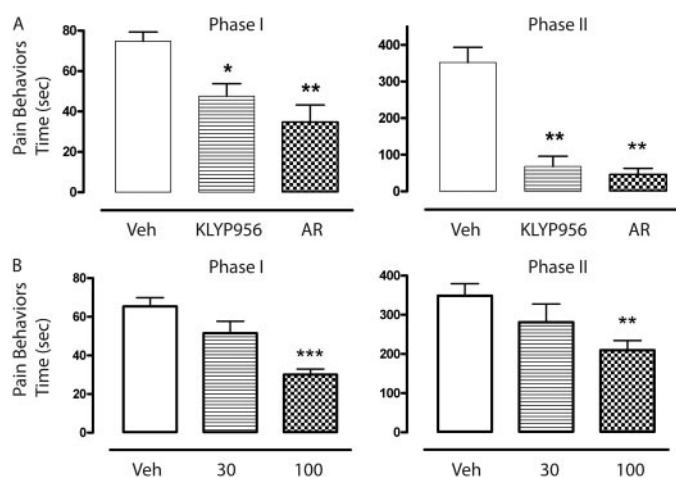 A
Phase I
Phase II
Pain Behaviors
Time (sec)
80
60
40
20
0
*
**
400
300
200
100
0
**
**
Veh KLYP956 AR
Veh KLYP956 AR
B
Phase I
Phase II
Pain Behaviors
Time (sec)
80
60
40
20
0
***
400
300
200
100
0
**
Veh 30 100
Veh 30 100